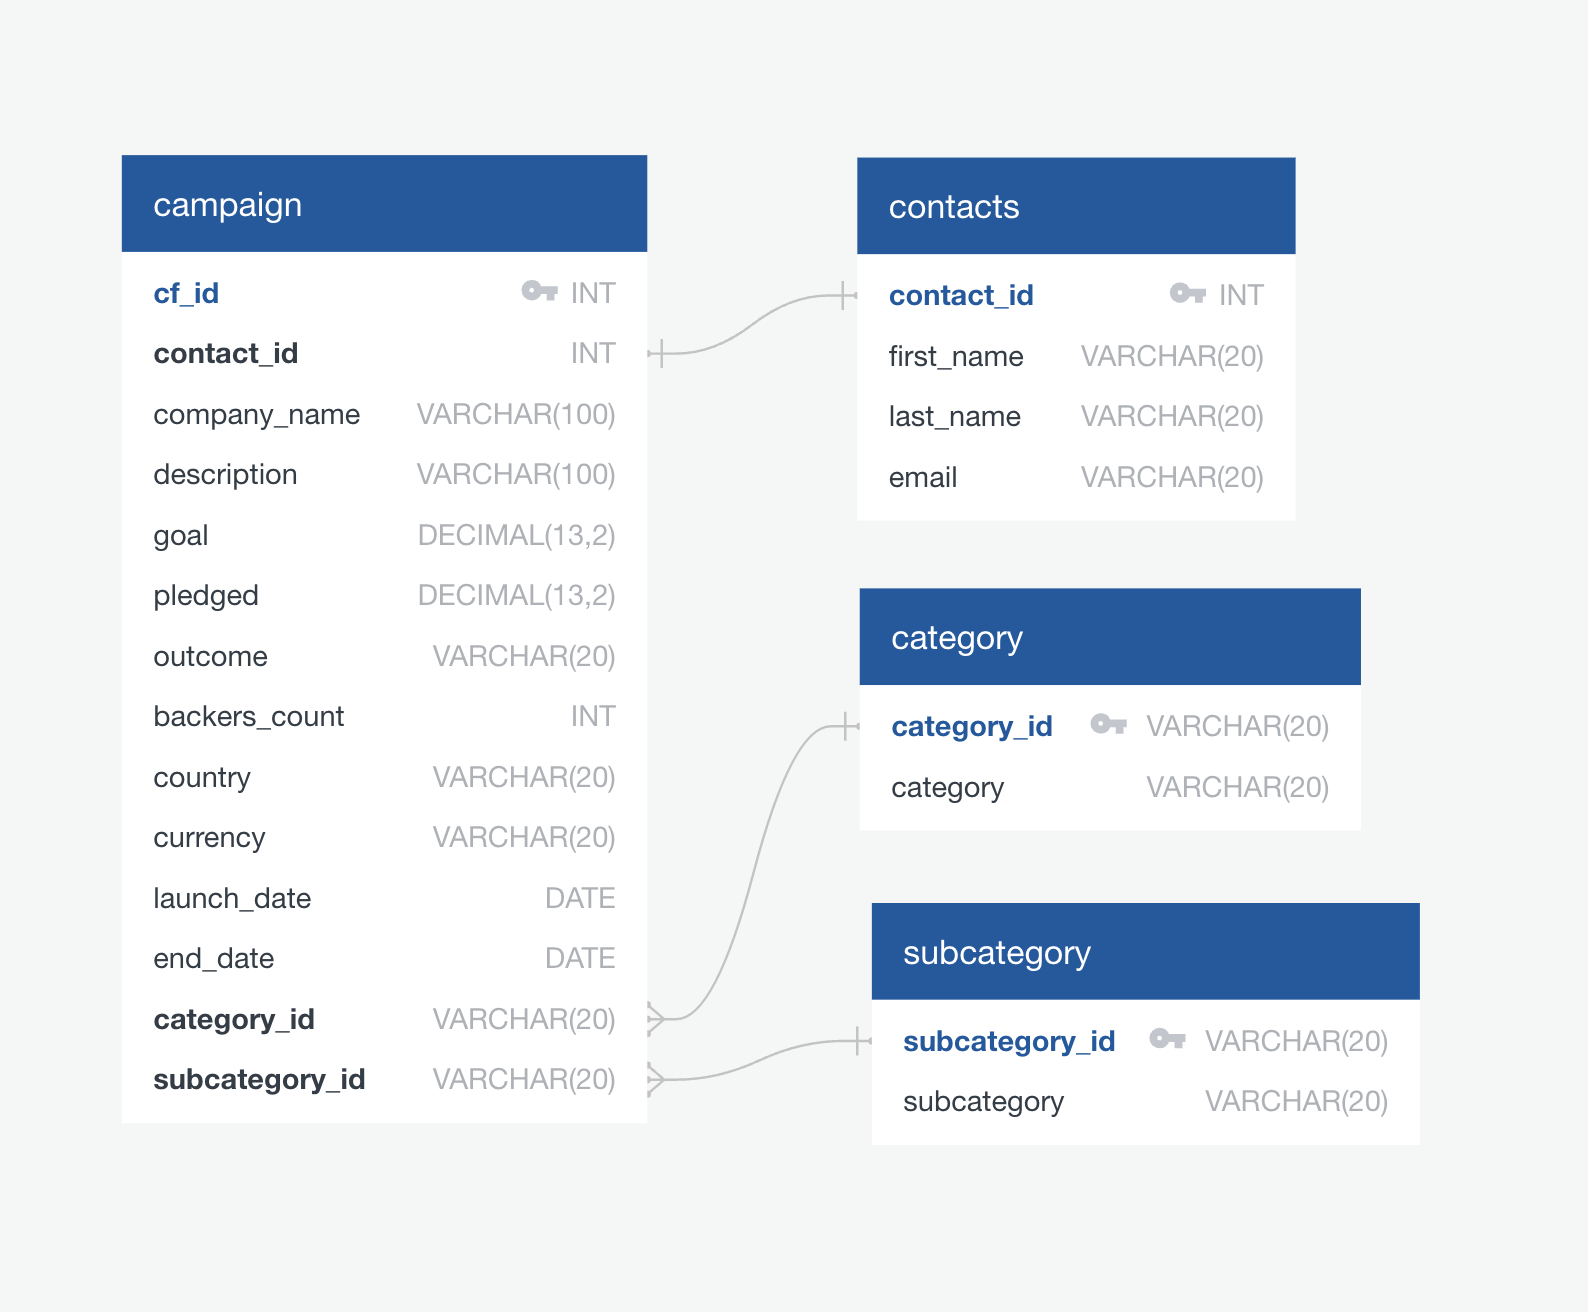 campaign
cf_id INT
contact_id INT
company_name VARCHAR(100)
description VARCHAR(100)
goal DECIMAL(13,2)
pledged DECIMAL(13,2)
outcome VARCHAR(20)
backers_count INT
country VARCHAR(20)
currency VARCHAR(20)
launch_date DATE
end_date DATE
category_id VARCHAR(20)
subcategory_id VARCHAR(20)
contacts
contact_id INT
first_name VARCHAR(20)
last_name VARCHAR(20)
email VARCHAR(20)
category
category_id VARCHAR(20)
category VARCHAR(20)
subcategory
subcategory_id VARCHAR(20)
subcategory VARCHAR(20)